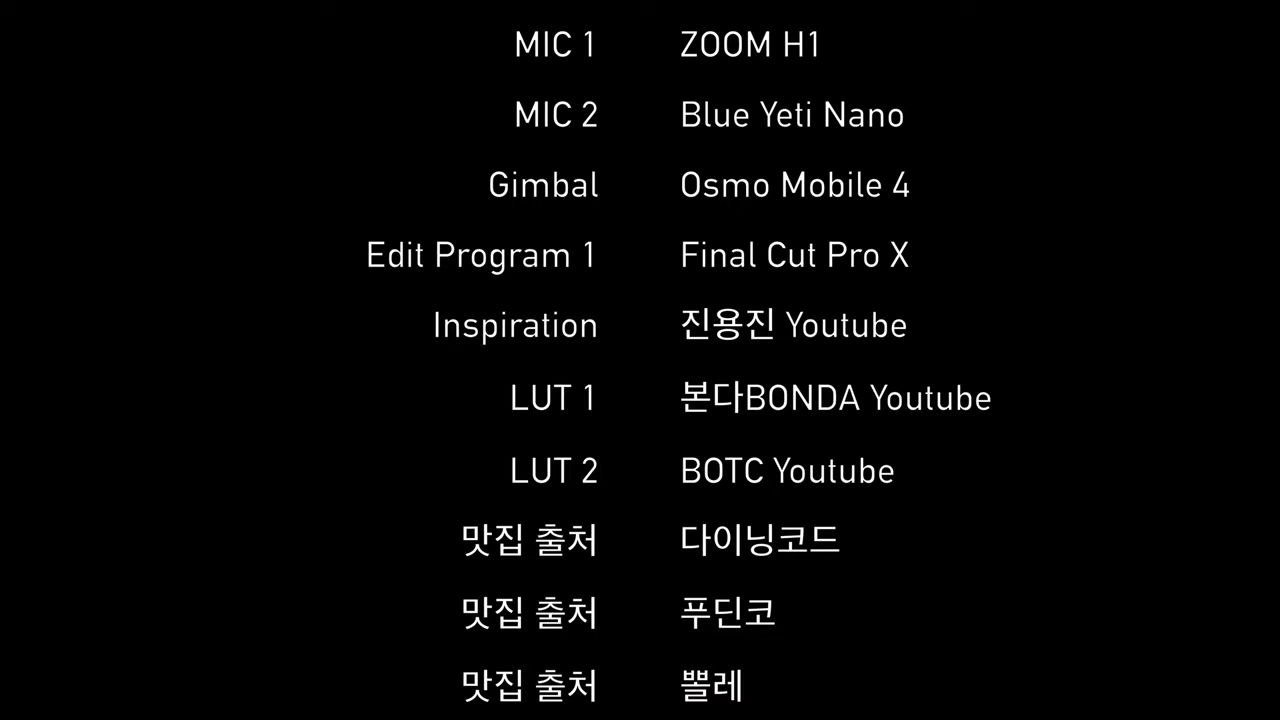 MIC 1 ZOOM H1
MIC 2 Blue Yeti Nano
Gimbal Osmo Mobile 4
Edit Program 1 Final Cut Pro X
Inspiration 진용진 Youtube
LUT 1 본다BONDA Youtube
LUT 2 BOTC Youtube
맛집 출처 다이닝코드
맛집 출처 푸딘코
맛집 출처 뽈레